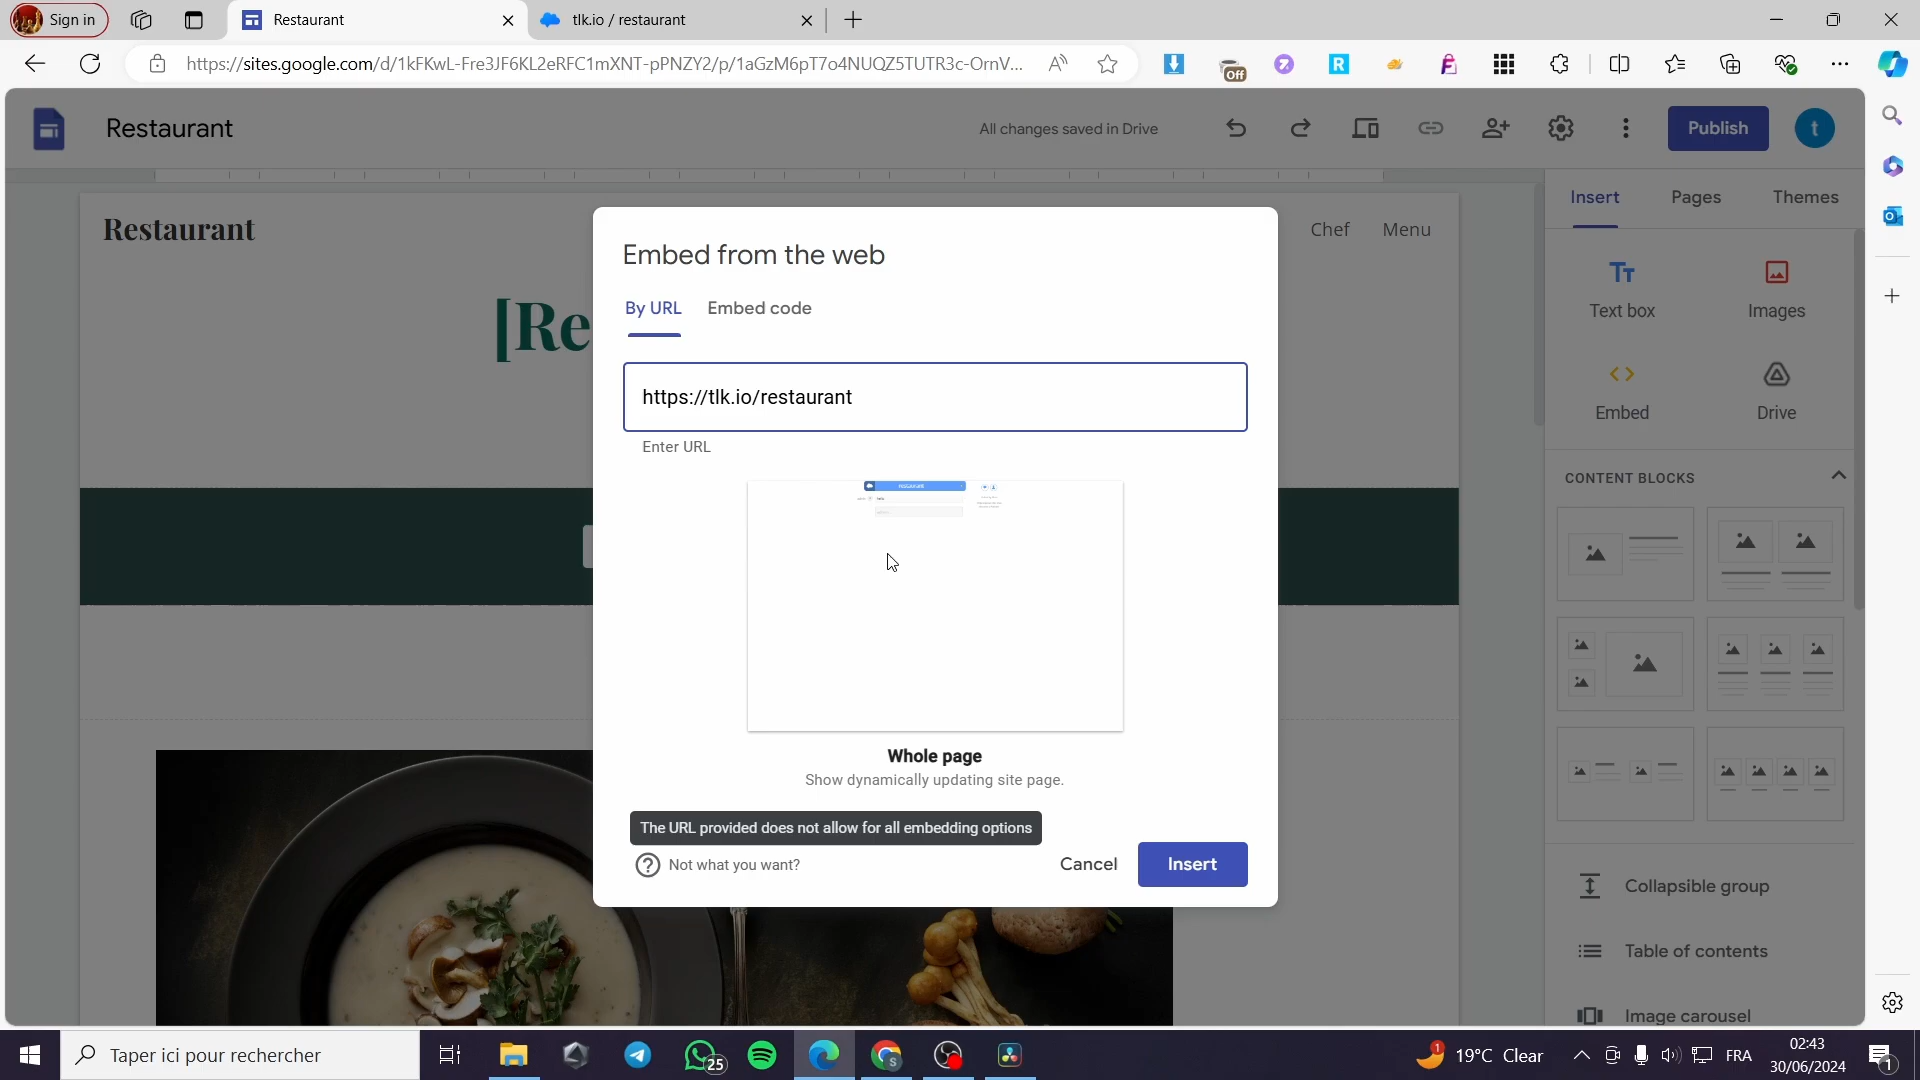 Sign in
Restaurant
tlk.io / restaurant
https://sites.google.com/d/1kFKwL-Fre3JF6KL2eRFC1mXNT-pPNZY2/p/1aGzM6pT7o4NUQZ5TUTR3c-OrnV...
Off
Restaurant
All changes saved in Drive
Publish
t
Insert
Pages
Themes
Restaurant
Chef
Menu
[Re
Embed from the web
By URL
Embed code
https://tlk.io/restaurant
Enter URL
Whole page
Show dynamically updating site page.
The URL provided does not allow for all embedding options
Not what you want?
Cancel
Insert
Text box
Images
Embed
Drive
CONTENT BLOCKS
Collapsible group
Table of contents
Image carousel
Taper ici pour rechercher
25
1
19°C Clear
FRA
02:43
30/06/2024
1